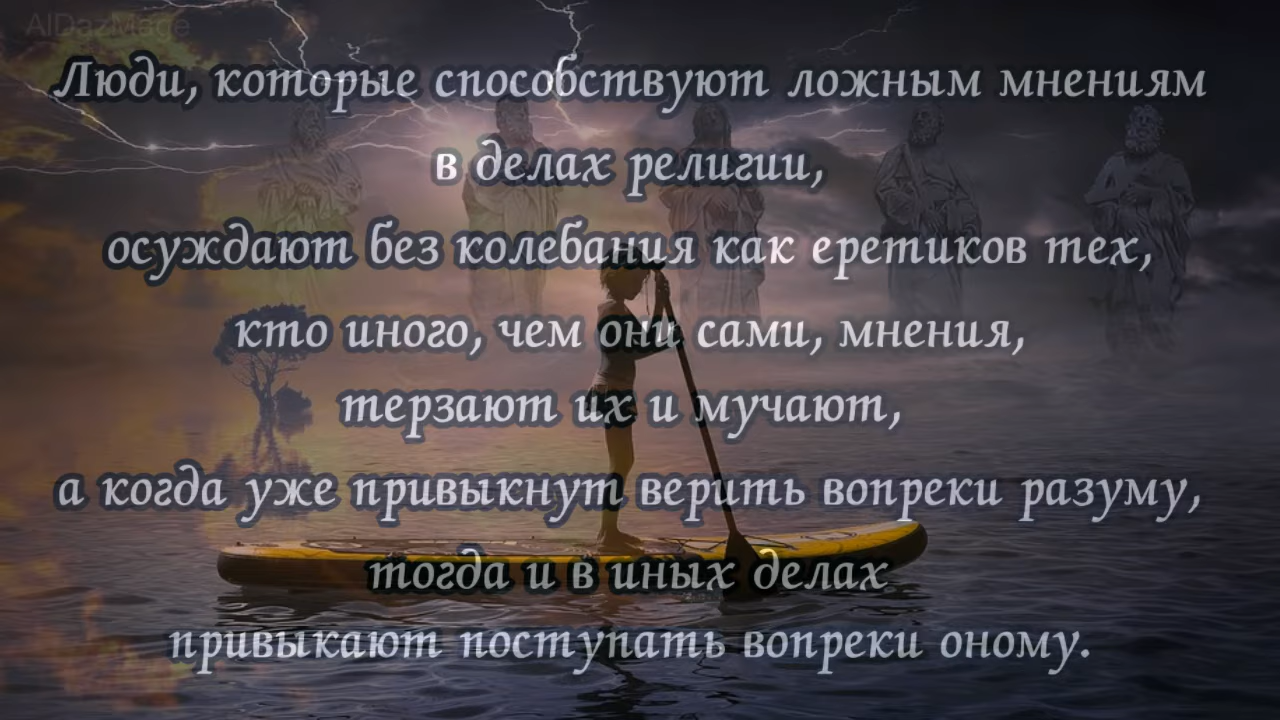 AlDazImage
Люди, которые способствуют ложным мнениям
в делах религии,
осуждают без колебания как еретиков тех,
кто иного, чем они сами, мнения,
терзают их и мучают,
а когда уже привыкнут верить вопреки разуму,
тогда и в иных делах
привыкают поступать вопреки оному.